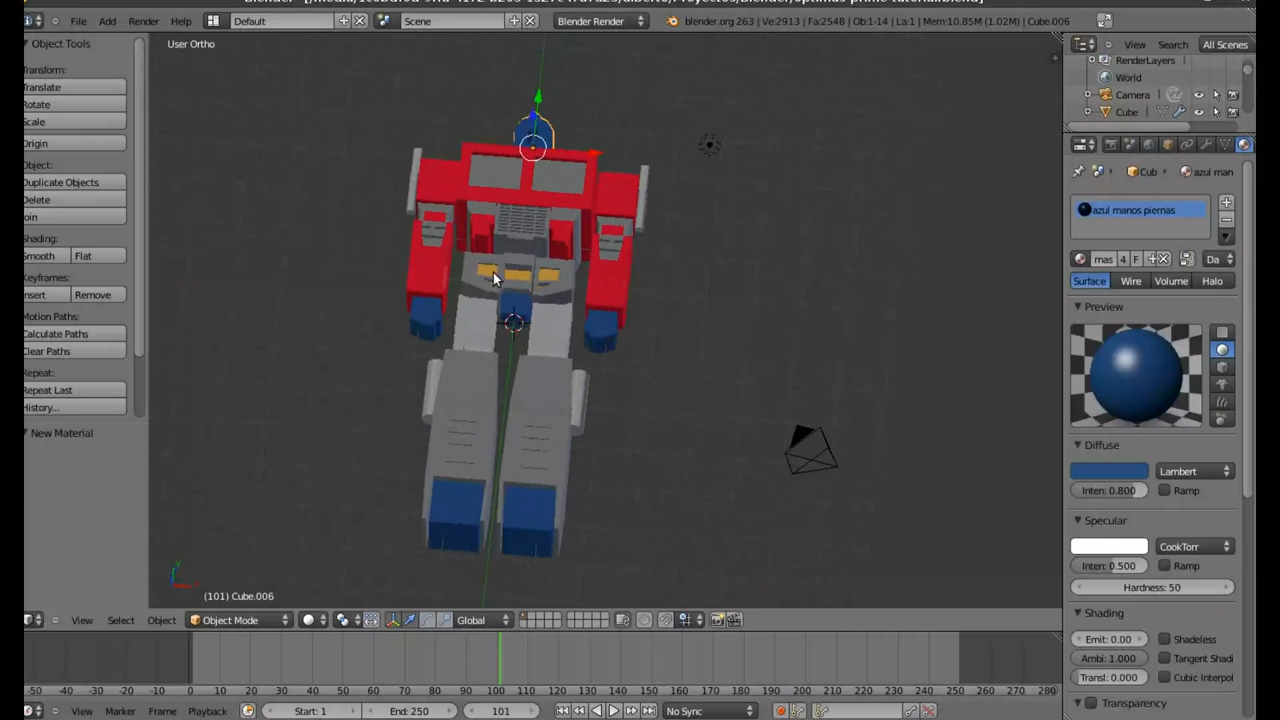 File Add Render Help Default Scene Blender Render blender.org 263 | Ve:2913 | Fa:2548 | Ob:1-14 | La:1 | Mem:10.85M (1.02M) | Cube.006
Object Tools
Transform:
Translate
Rotate
Scale
Origin
Object:
Duplicate Objects
Delete
oin
Shading:
Smooth Flat
Keyframes:
nsert Remove
Motion Paths:
Calculate Paths
Clear Paths
Repeat:
Repeat Last
History...
New Material
User Ortho
(101) Cube.006
View Search All Scenes
RenderLayers
World
Camera
Cube
Cub azul man
azul manos piernas
mas 4 F Da
Surface Wire Volume Halo
Preview
Diffuse
Lambert
Inten: 0.800 Ramp
Specular
CookTorr
Inten: 0.500 Ramp
Hardness: 50
Shading
Emit: 0.00 Shadeless
Ambi: 1.000 Tangent Shadi
Transl: 0.000 Cubic Interpol
Transparency
View Select Object Object Mode Global
-50 -40 -30 -20 -10 0 10 20 30 40 50 60 70 80 90 100 110 120 130 140 150 160 170 180 190 200 210 220 230 240 250 260 270 280
View Marker Frame Playback Start: 1 End: 250 101 No Sync